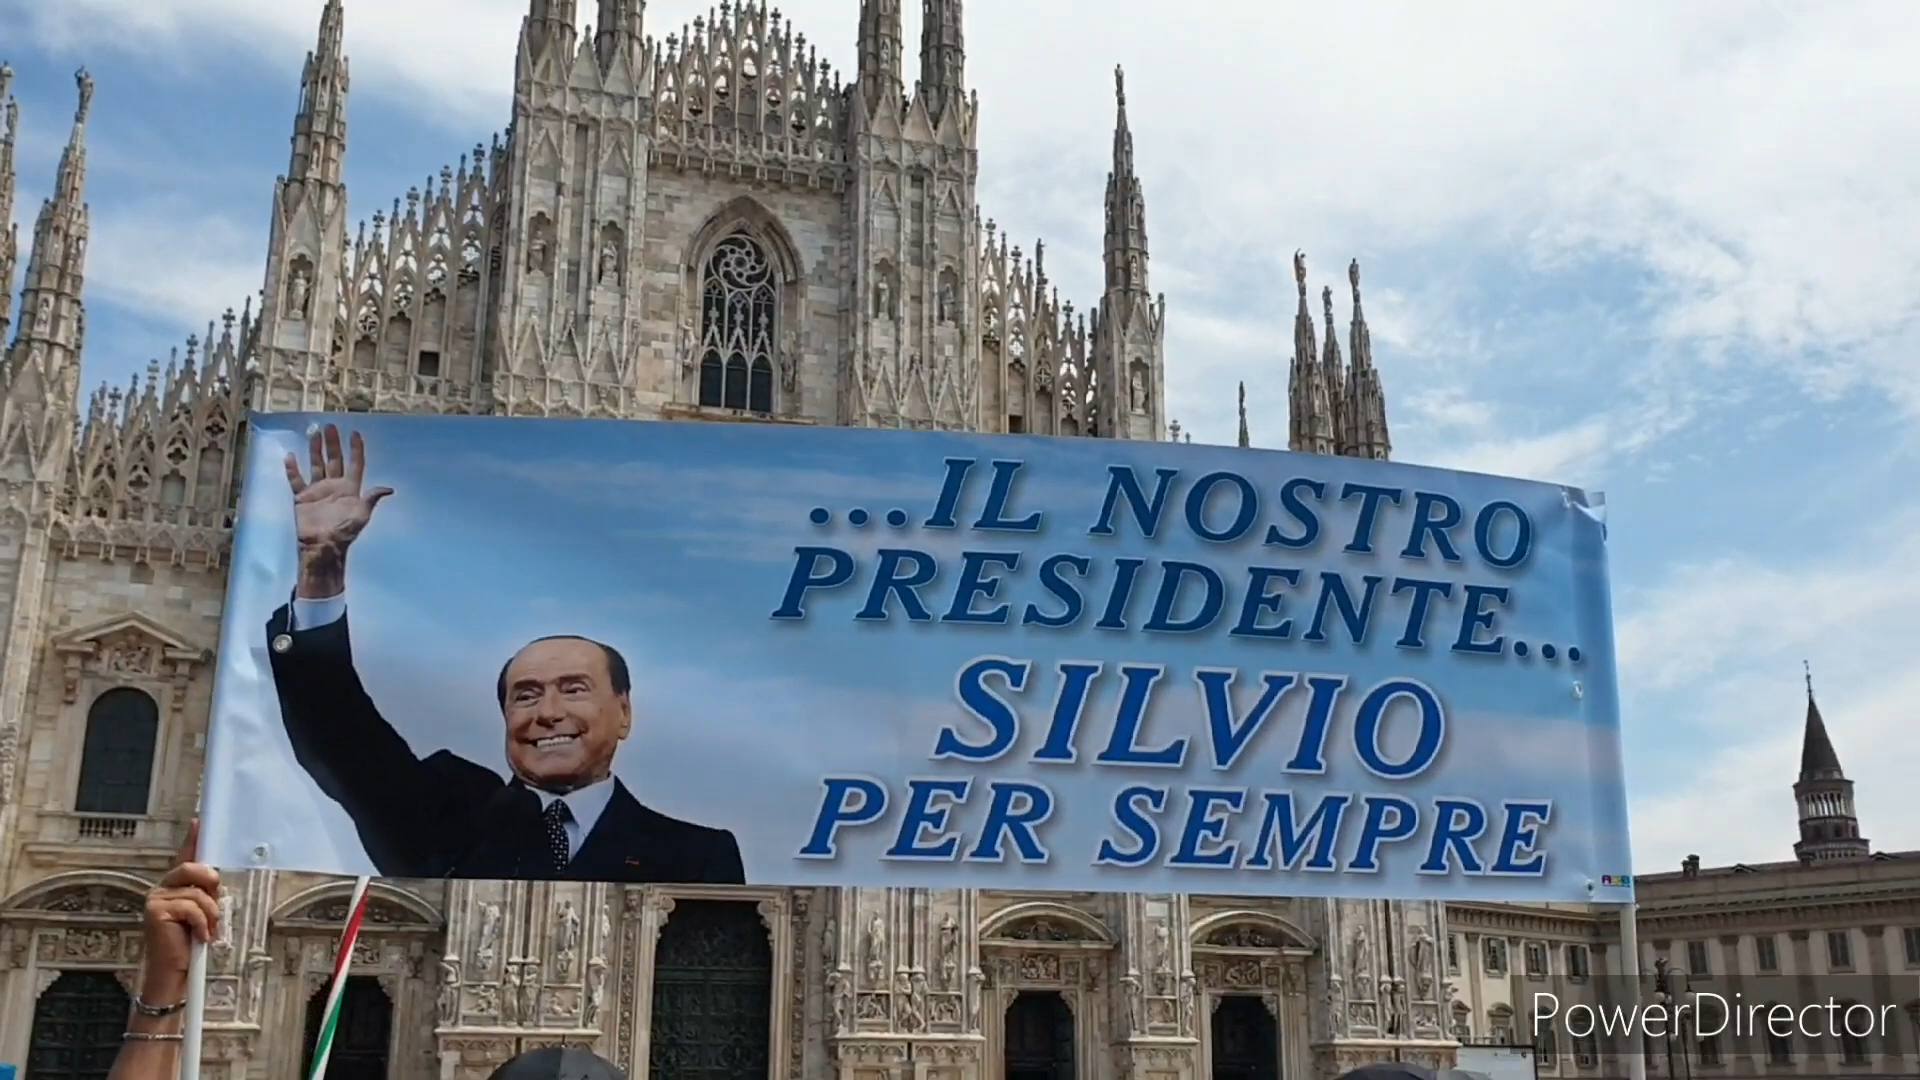 ...IL NOSTRO
PRESIDENTE...
SILVIO
PER SEMPRE
PowerDirector